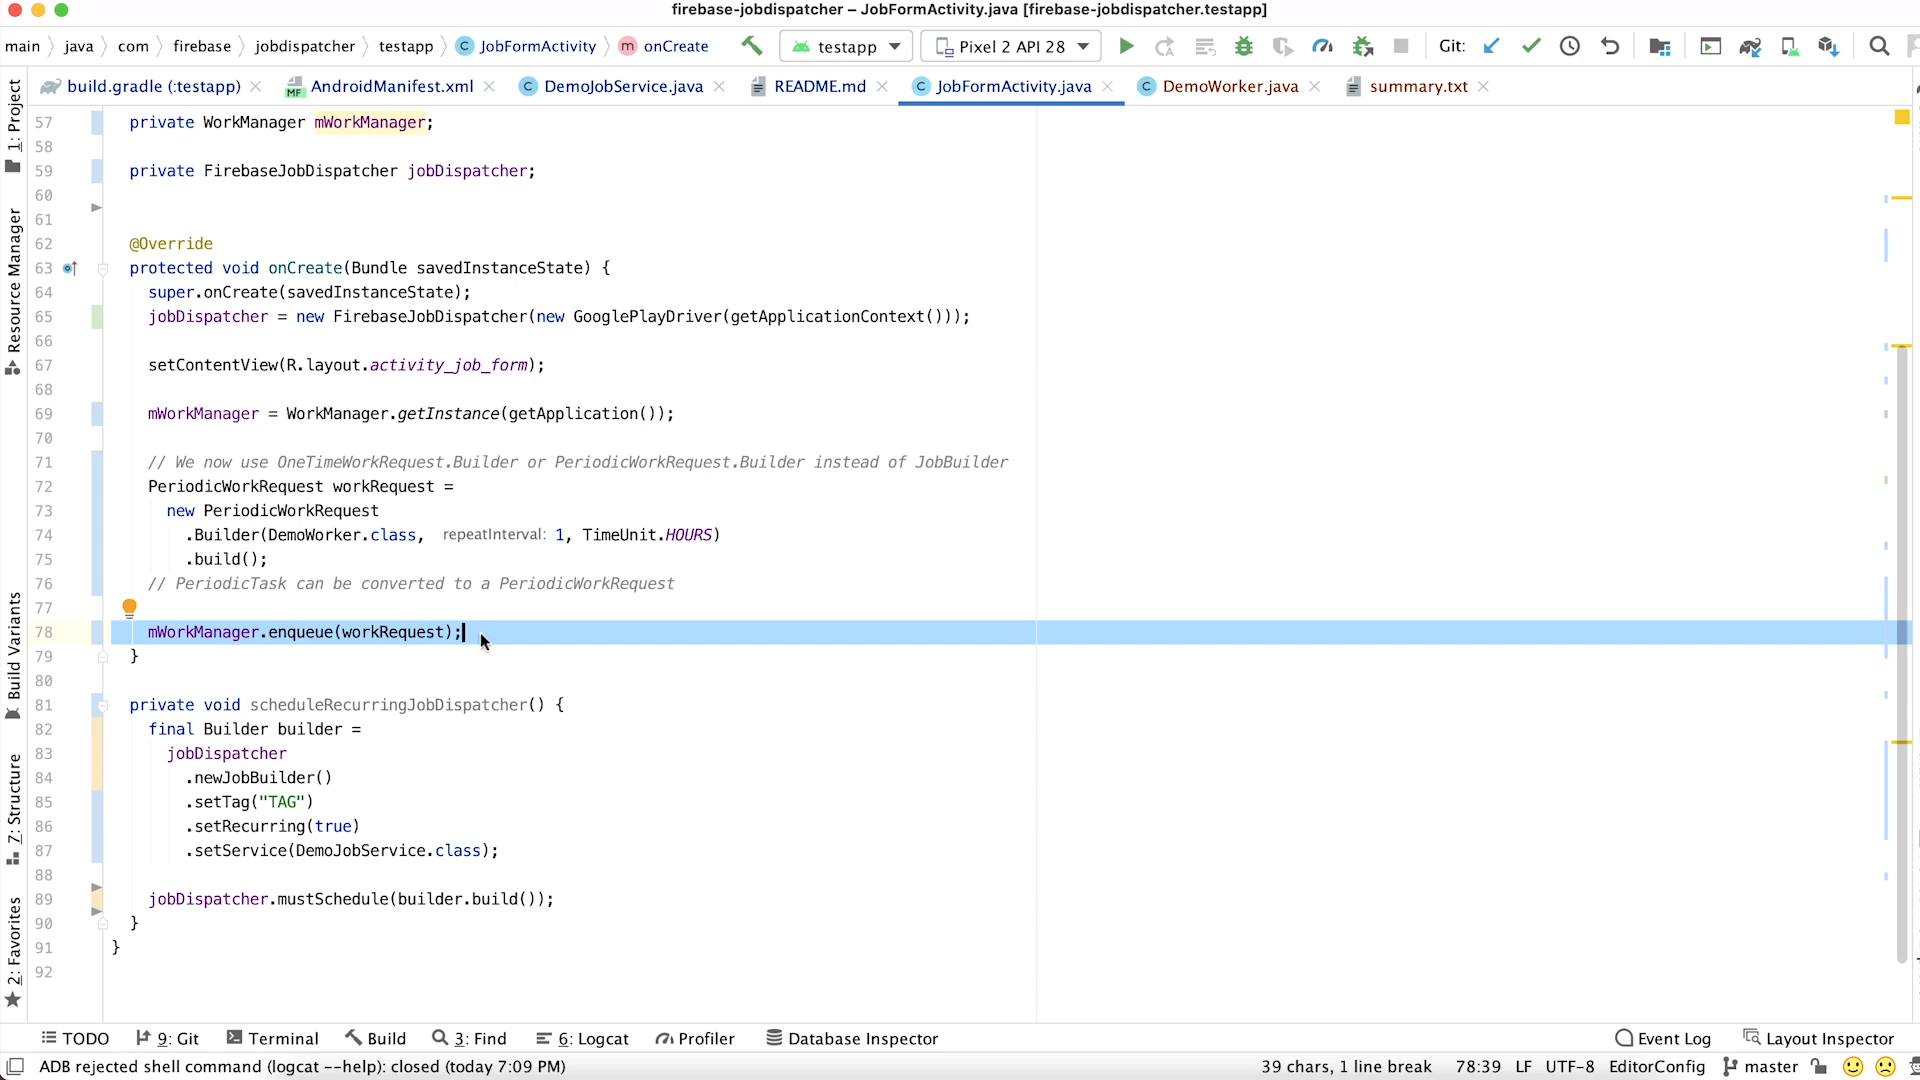 firebase-jobdispatcher – JobFormActivity.java [firebase-jobdispatcher.testapp]
main java com firebase jobdispatcher testapp C JobFormActivity m onCreate testapp Pixel 2 API 28 Git:
build.gradle (:testapp) MF AndroidManifest.xml C DemoJobService.java README.md C JobFormActivity.java C DemoWorker.java summary.txt
1: Project
Resource Manager
Build Variants
7: Structure
2: Favorites
57 private WorkManager mWorkManager;
58
59 private FirebaseJobDispatcher jobDispatcher;
60
61
62 @Override
63 protected void onCreate(Bundle savedInstanceState) {
64 super.onCreate(savedInstanceState);
65 jobDispatcher = new FirebaseJobDispatcher(new GooglePlayDriver(getApplicationContext()));
66
67 setContentView(R.layout.activity_job_form);
68
69 mWorkManager = WorkManager.getInstance(getApplication());
70
71 // We now use OneTimeWorkRequest.Builder or PeriodicWorkRequest.Builder instead of JobBuilder
72 PeriodicWorkRequest workRequest =
73 new PeriodicWorkRequest
74 .Builder(DemoWorker.class, repeatInterval: 1, TimeUnit.HOURS)
75 .build();
76 // PeriodicTask can be converted to a PeriodicWorkRequest
77
78 mWorkManager.enqueue(workRequest);
79 }
80
81 private void scheduleRecurringJobDispatcher() {
82 final Builder builder =
83 jobDispatcher
84 .newJobBuilder()
85 .setTag("TAG")
86 .setRecurring(true)
87 .setService(DemoJobService.class);
88
89 jobDispatcher.mustSchedule(builder.build());
90 }
91 }
92
TODO 9: Git Terminal Build 3: Find 6: Logcat Profiler Database Inspector Event Log Layout Inspector
ADB rejected shell command (logcat --help): closed (today 7:09 PM) 39 chars, 1 line break 78:39 LF UTF-8 EditorConfig master